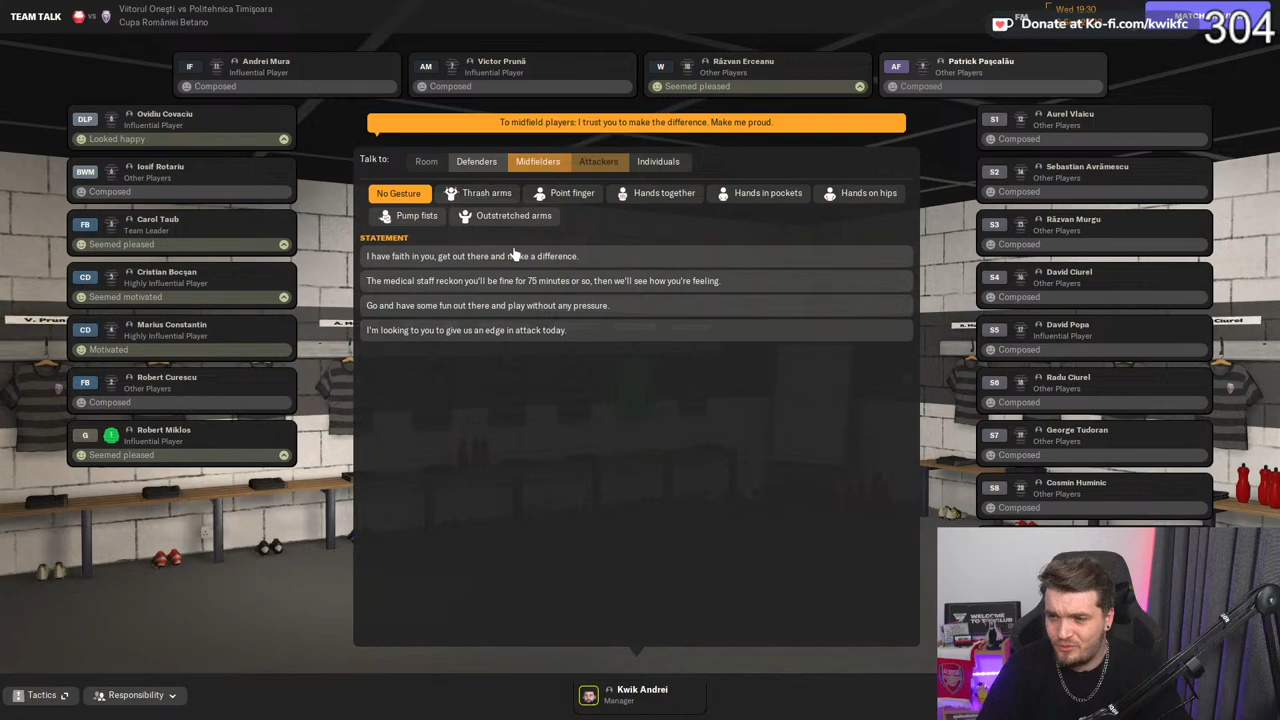 TEAM TALK
Viitorul Onești vs Politehnica Timișoara
Cupa României Betano
vs
Wed 19:30
FM
Donate at Ko-fi.com/kwikfc
304
IF
Andrei Mura
Influential Player
Composed
AM
Victor Prună
Influential Player
Composed
W
Răzvan Erceanu
Other Players
Seemed pleased
AF
Patrick Pașcalău
Other Players
Composed
DLP
Ovidiu Covaciu
Influential Player
Looked happy
BWM
Iosif Rotariu
Other Players
Composed
FB
Carol Taub
Team Leader
Seemed pleased
CD
Cristian Bocșan
Highly Influential Player
Seemed motivated
CD
Marius Constantin
Highly Influential Player
Motivated
FB
Robert Curescu
Other Players
Composed
G
Robert Miklos
Influential Player
Seemed pleased
To midfield players: I trust you to make the difference. Make me proud.
Talk to:
Room
Defenders
Midfielders
Attackers
Individuals
No Gesture
Thrash arms
Point finger
Hands together
Hands in pockets
Hands on hips
Pump fists
Outstretched arms
STATEMENT
I have faith in you, get out there and make a difference.
The medical staff reckon you'll be fine for 75 minutes or so, then we'll see how you're feeling.
Go and have some fun out there and play without any pressure.
I'm looking to you to give us an edge in attack today.
S1
Aurel Vlaicu
Other Players
Composed
S2
Sebastian Avrămescu
Other Players
Composed
S3
Răzvan Murgu
Other Players
Composed
S4
David Ciurel
Other Players
Composed
S5
David Popa
Influential Player
Composed
S6
Radu Ciurel
Other Players
Composed
S7
George Tudoran
Other Players
Composed
S8
Cosmin Huminic
Other Players
Composed
V. Prun
Ciurel
Tactics
Responsibility
Kwik Andrei
Manager